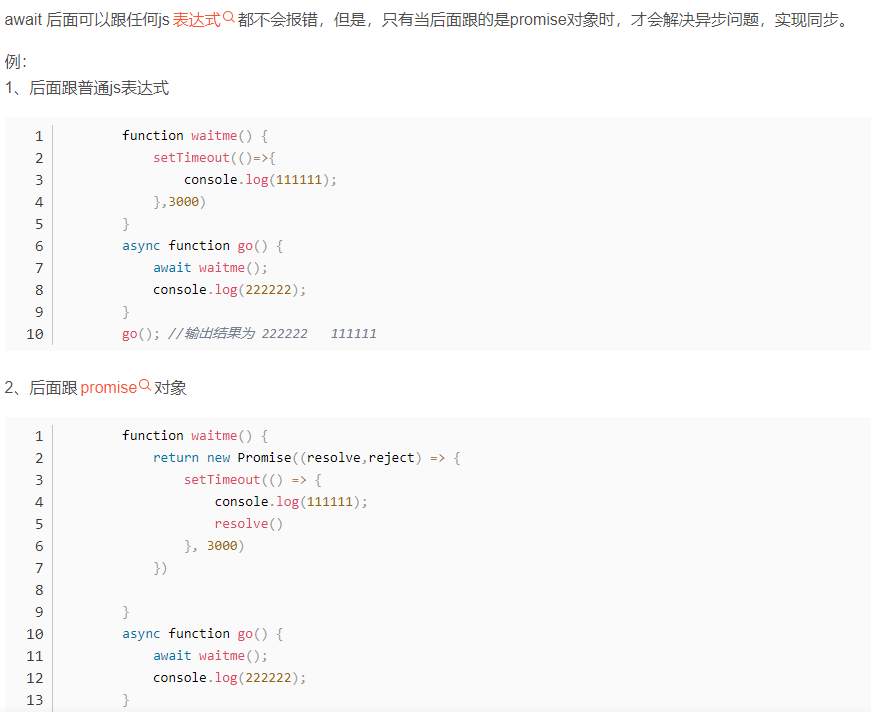 await 后面可以跟任何js 表达式 都不会报错，但是，只有当后面跟的是promise对象时，才会解决异步问题，实现同步。
例：
1、后面跟普通js表达式
1 function waitme() {
2 setTimeout(()=>{
3 console.log(111111);
4 },3000)
5 }
6 async function go() {
7 await waitme();
8 console.log(222222);
9 }
10 go(); //输出结果为 222222 111111
2、后面跟 promise 对象
1 function waitme() {
2 return new Promise((resolve,reject) => {
3 setTimeout(() => {
4 console.log(111111);
5 resolve()
6 }, 3000)
7 })
8
9 }
10 async function go() {
11 await waitme();
12 console.log(222222);
13 }